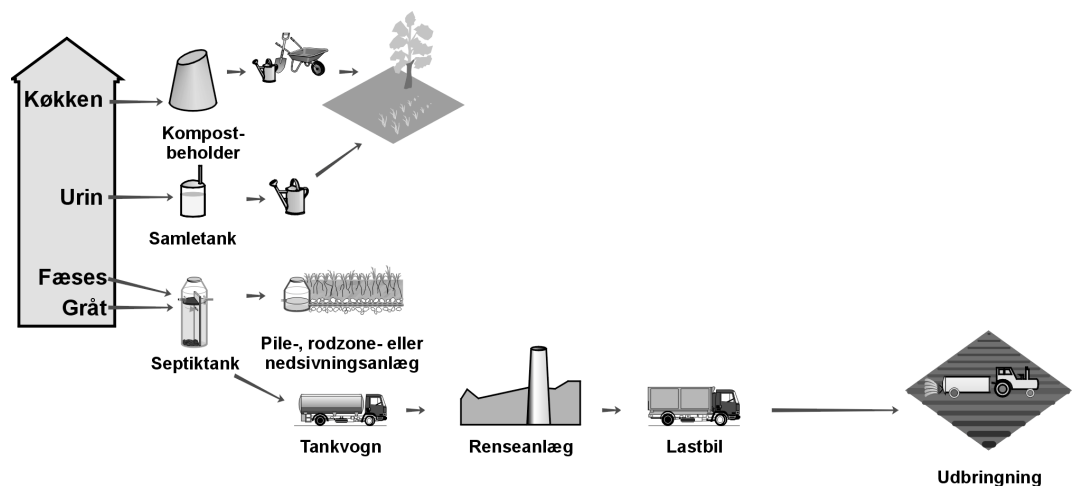 Køkken
Kompost-
beholder
Urin
Samletank
Fæses
Gråt
Septiktank
Pile-, rodzone- eller
nedsivningsanlæg
Tankvogn
Renseanlæg
Lastbil
Udbringning